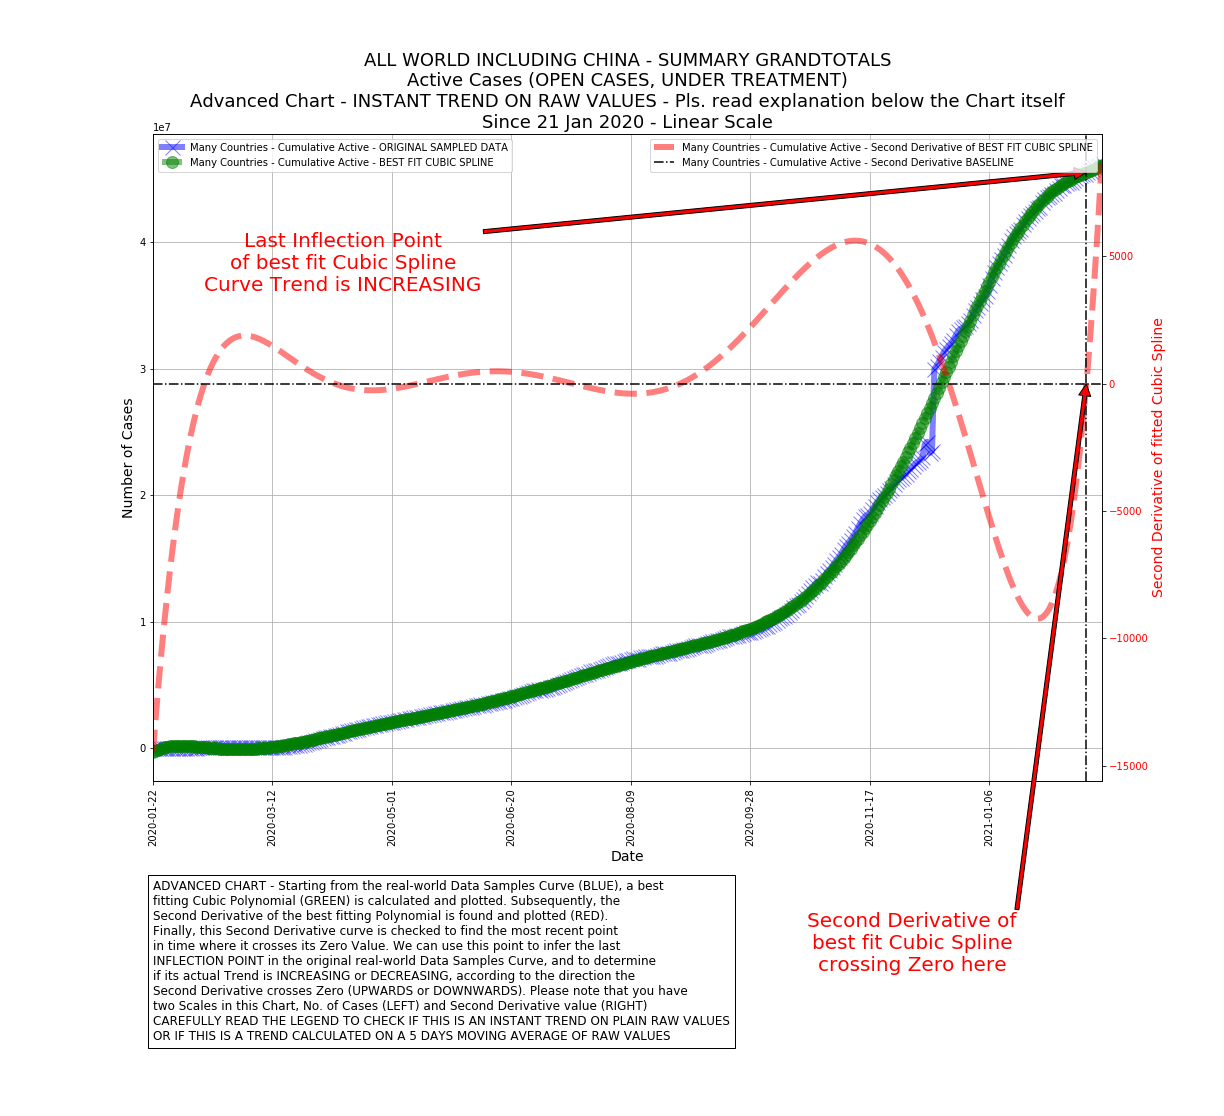 ALL WORLD INCLUDING CHINA - SUMMARY GRANDTOTALS
Active Cases (OPEN CASES, UNDER TREATMENT)
Advanced Chart - INSTANT TREND ON RAW VALUES - Pls. read explanation below the Chart itself
Since 21 Jan 2020 - Linear Scale
1e7
Many Countries - Cumulative Active - ORIGINAL SAMPLED DATA
Many Countries - Cumulative Active - BEST FIT CUBIC SPLINE
Many Countries - Cumulative Active - Second Derivative of BEST FIT CUBIC SPLINE
Many Countries - Cumulative Active - Second Derivative BASELINE
Last Inflection Point
of best fit Cubic Spline
Curve Trend is INCREASING
Number of Cases
4
3
2
1
0
5000
0
−5000
−10000
−15000
Second Derivative of fitted Cubic Spline
2020-01-22
2020-03-12
2020-05-01
2020-06-20
2020-08-09
2020-09-28
2020-11-17
2021-01-06
Date
ADVANCED CHART - Starting from the real-world Data Samples Curve (BLUE), a best
fitting Cubic Polynomial (GREEN) is calculated and plotted. Subsequently, the
Second Derivative of the best fitting Polynomial is found and plotted (RED).
Finally, this Second Derivative curve is checked to find the most recent point
in time where it crosses its Zero Value. We can use this point to infer the last
INFLECTION POINT in the original real-world Data Samples Curve, and to determine
if its actual Trend is INCREASING or DECREASING, according to the direction the
Second Derivative crosses Zero (UPWARDS or DOWNWARDS). Please note that you have
two Scales in this Chart, No. of Cases (LEFT) and Second Derivative value (RIGHT)
CAREFULLY READ THE LEGEND TO CHECK IF THIS IS AN INSTANT TREND ON PLAIN RAW VALUES
OR IF THIS IS A TREND CALCULATED ON A 5 DAYS MOVING AVERAGE OF RAW VALUES
Second Derivative of
best fit Cubic Spline
crossing Zero here